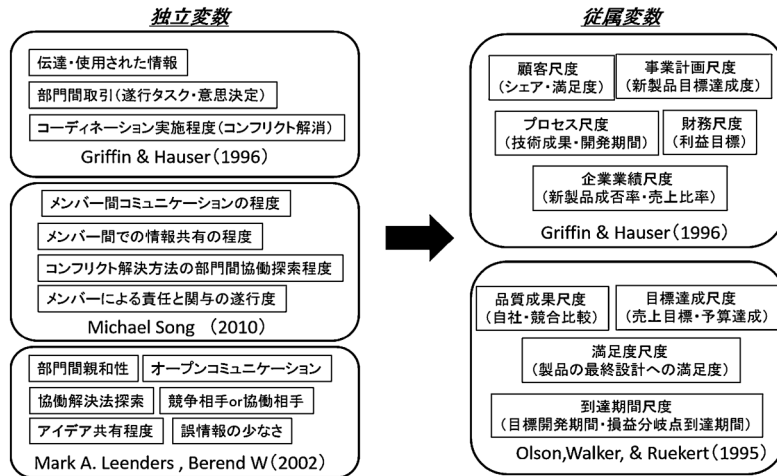 独立変数
伝達・使用された情報
部門間取引(遂行タスク・意思決定)
コーディネーション実施程度(コンフリクト解消)
Griffin & Hauser(1996)
メンバー間コミュニケーションの程度
メンバー間での情報共有の程度
コンフリクト解決方法の部門間協働探索程度
メンバーによる責任と関与の遂行度
Michael Song (2010)
部門間親和性
オープンコミュニケーション
協働解決法探索
競争相手or協働相手
アイデア共有程度
誤情報の少なさ
Mark A. Leenders , Berend W(2002)
従属変数
顧客尺度
(シェア・満足度)
事業計画尺度
(新製品目標達成度)
プロセス尺度
(技術成果・開発期間)
財務尺度
(利益目標)
企業業績尺度
(新製品成否率・売上比率)
Griffin & Hauser(1996)
品質成果尺度
(自社・競合比較)
目標達成尺度
(売上目標・予算達成)
満足度尺度
(製品の最終設計への満足度)
到達期間尺度
(目標開発期間・損益分岐点到達期間)
Olson,Walker, & Ruekert(1995)